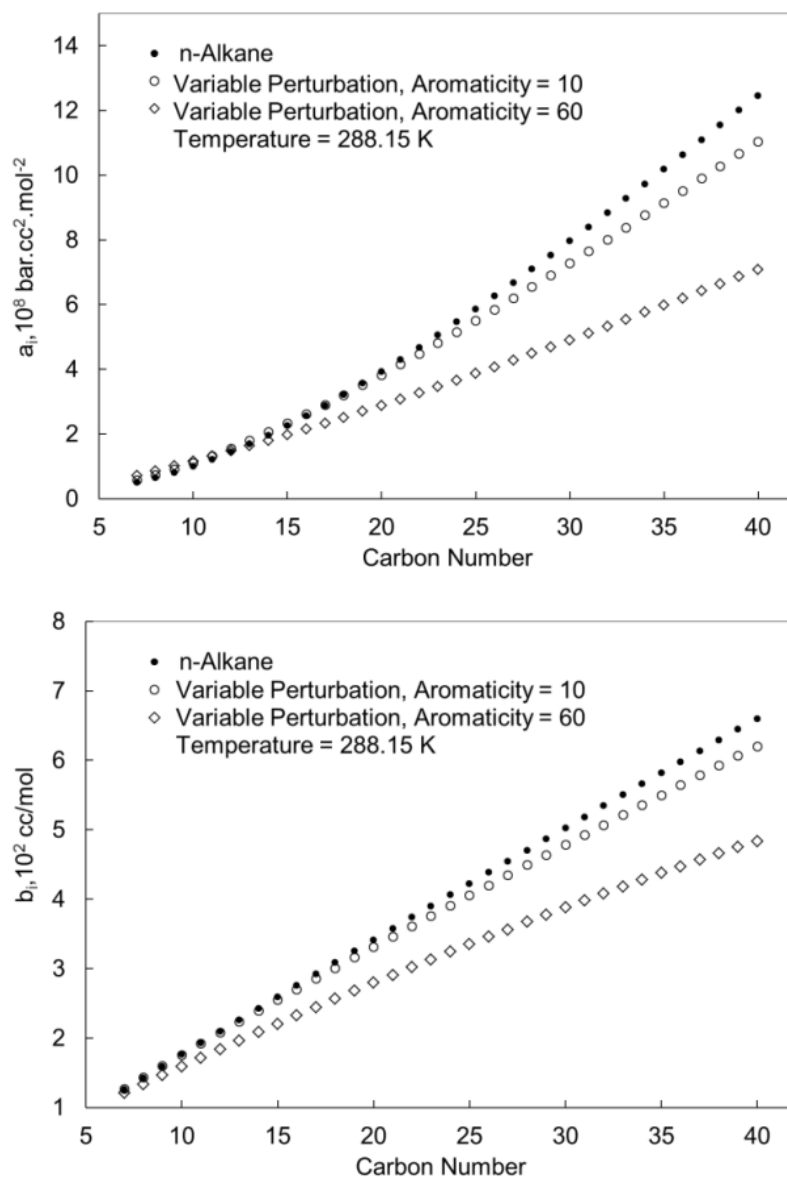 14
12
10
8
6
4
2
0
a_i,10^8 bar.cc^2.mol^-2
n-Alkane
Variable Perturbation, Aromaticity = 10
Variable Perturbation, Aromaticity = 60
Temperature = 288.15 K
5 10 15 20 25 30 35 40
Carbon Number
8
7
6
5
4
3
2
1
b_i,10^2 cc/mol
n-Alkane
Variable Perturbation, Aromaticity = 10
Variable Perturbation, Aromaticity = 60
Temperature = 288.15 K
5 10 15 20 25 30 35 40
Carbon Number